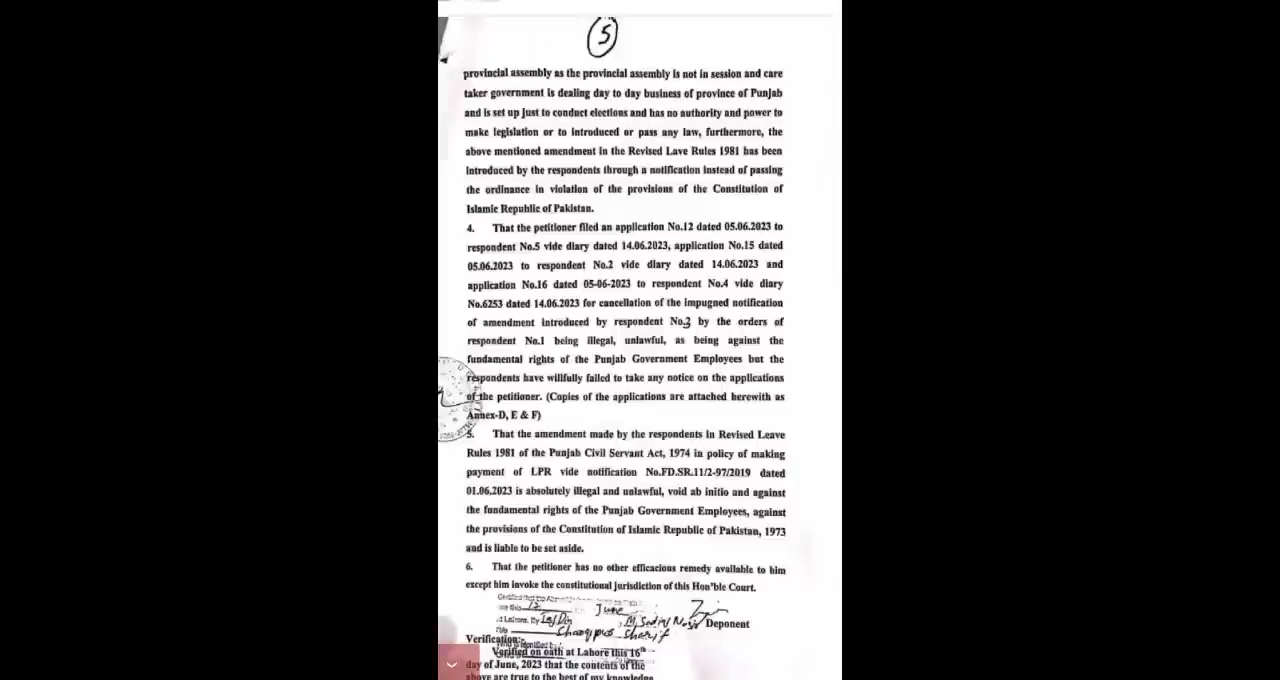 5
provincial assembly as the provincial assembly is not in session and care
taker government is dealing day to day business of province of Punjab
and is set up just to conduct elections and has no authority and power to
make legislation or to introduced or pass any law, furthermore, the
above mentioned amendment in the Revised Lave Rules 1981 has been
introduced by the respondents through a notification instead of passing
the ordinance in violation of the provisions of the Constitution of
Islamic Republic of Pakistan.
4. That the petitioner filed an application No.12 dated 05.06.2023 to
respondent No.5 vide diary dated 14.06.2023, application No.15 dated
05.06.2023 to respondent No.2 vide diary dated 14.06.2023 and
application No.16 dated 05-06-2023 to respondent No.4 vide diary
No.6253 dated 14.06.2023 for cancellation of the impugned notification
of amendment introduced by respondent No.3 by the orders of
respondent No.1 being illegal, unlawful, as being against the
fundamental rights of the Punjab Government Employees but the
respondents have willfully failed to take any notice on the applications
of the petitioner. (Copies of the applications are attached herewith as
Annex-D, E & F)
5. That the amendment made by the respondents in Revised Leave
Rules 1981 of the Punjab Civil Servant Act, 1974 in policy of making
payment of LPR vide notification No.FD.SR.11/2-97/2019 dated
01.06.2023 is absolutely illegal and unlawful, void ab initio and against
the fundamental rights of the Punjab Government Employees, against
the provisions of the Constitution of Islamic Republic of Pakistan, 1973
and is liable to be set aside.
6. That the petitioner has no other efficacious remedy available to him
except him invoke the constitutional jurisdiction of this Hon'ble Court.
Certified that the
June
at Lahore, by
Deponent
Sharif
Verification:-
Verified on oath at Lahore this 16th
day of June, 2023 that the contents of the
above are true to the best of my knowledge